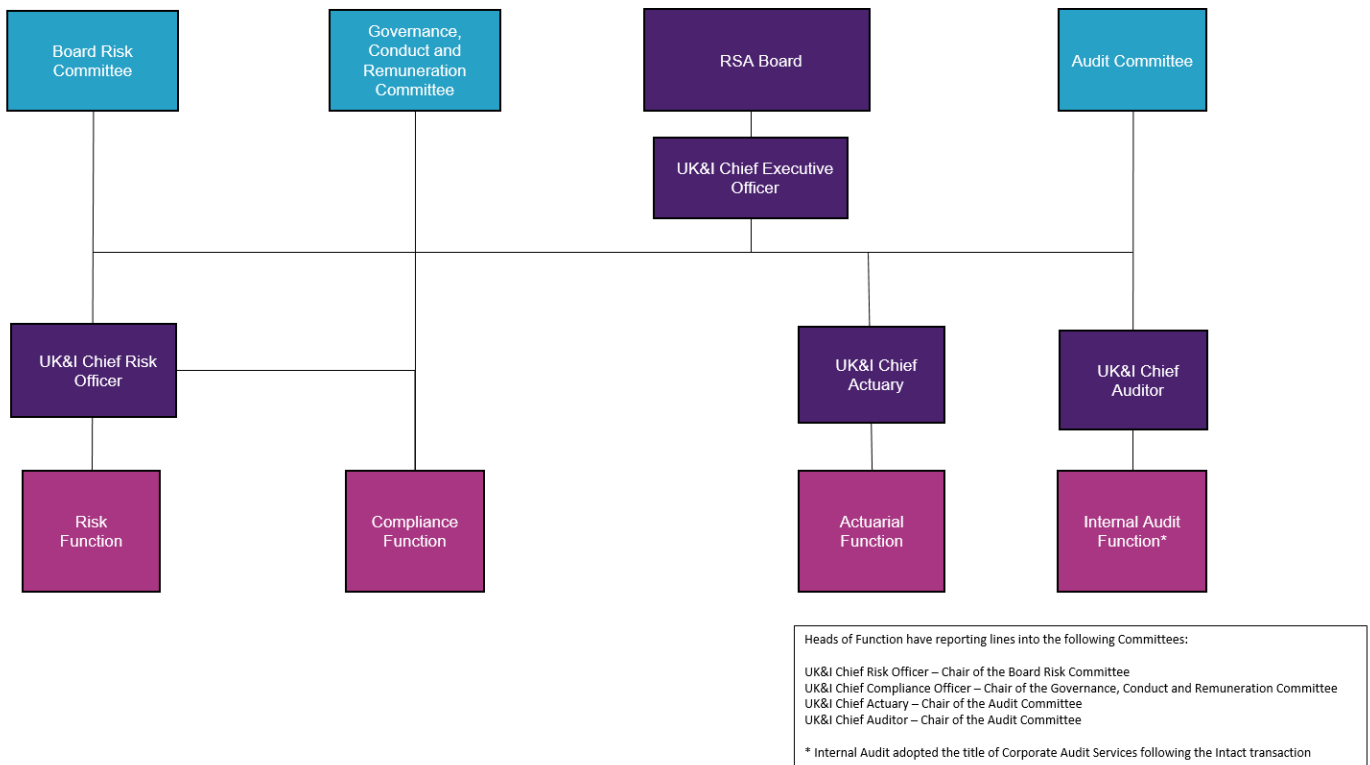 Board Risk
Committee
Governance,
Conduct and
Remuneration
Committee
RSA Board
Audit Committee
UK&I Chief Executive
Officer
UK&I Chief Risk
Officer
UK&I Chief
Actuary
UK&I Chief
Auditor
Risk
Function
Compliance
Function
Actuarial
Function
Internal Audit
Function*
Heads of Function have reporting lines into the following Committees:
UK&I Chief Risk Officer – Chair of the Board Risk Committee
UK&I Chief Compliance Officer – Chair of the Governance, Conduct and Remuneration Committee
UK&I Chief Actuary – Chair of the Audit Committee
UK&I Chief Auditor – Chair of the Audit Committee
* Internal Audit adopted the title of Corporate Audit Services following the Intact transaction